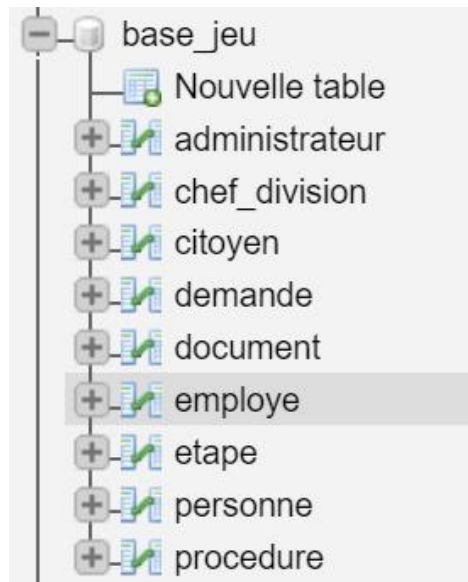 base_jeu
Nouvelle table
administrateur
chef_division
citoyen
demande
document
employe
etape
personne
procedure